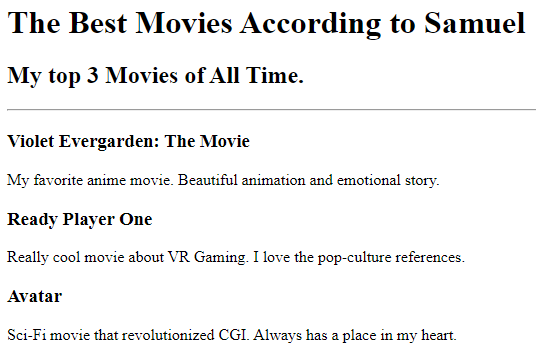 The Best Movies According to Samuel
My top 3 Movies of All Time.
Violet Evergarden: The Movie
My favorite anime movie. Beautiful animation and emotional story.
Ready Player One
Really cool movie about VR Gaming. I love the pop-culture references.
Avatar
Sci-Fi movie that revolutionized CGI. Always has a place in my heart.